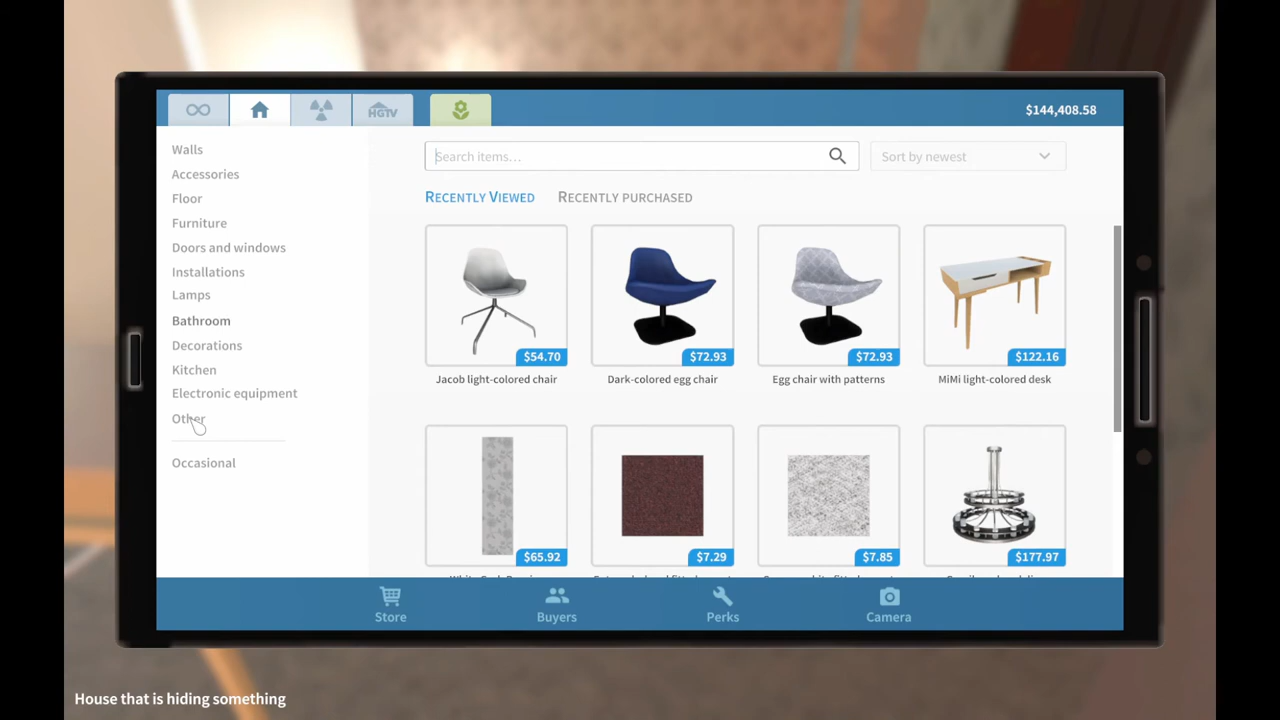 HGTV
$144,408.58
Walls
Accessories
Floor
Furniture
Doors and windows
Installations
Lamps
Bathroom
Decorations
Kitchen
Electronic equipment
Other
Occasional
Search items...
Sort by newest
RECENTLY VIEWED
RECENTLY PURCHASED
$54.70
$72.93
$72.93
$122.16
Jacob light-colored chair
Dark-colored egg chair
Egg chair with patterns
MiMi light-colored desk
$65.92
$7.29
$7.85
$177.97
Store
Buyers
Perks
Camera
House that is hiding something